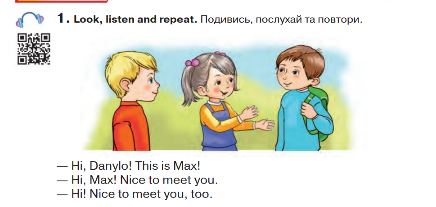 1. Look, listen and repeat. Подивись, послухай та повтори.
— Hi, Danylo! This is Max!
— Hi, Max! Nice to meet you.
— Hi! Nice to meet you, too.